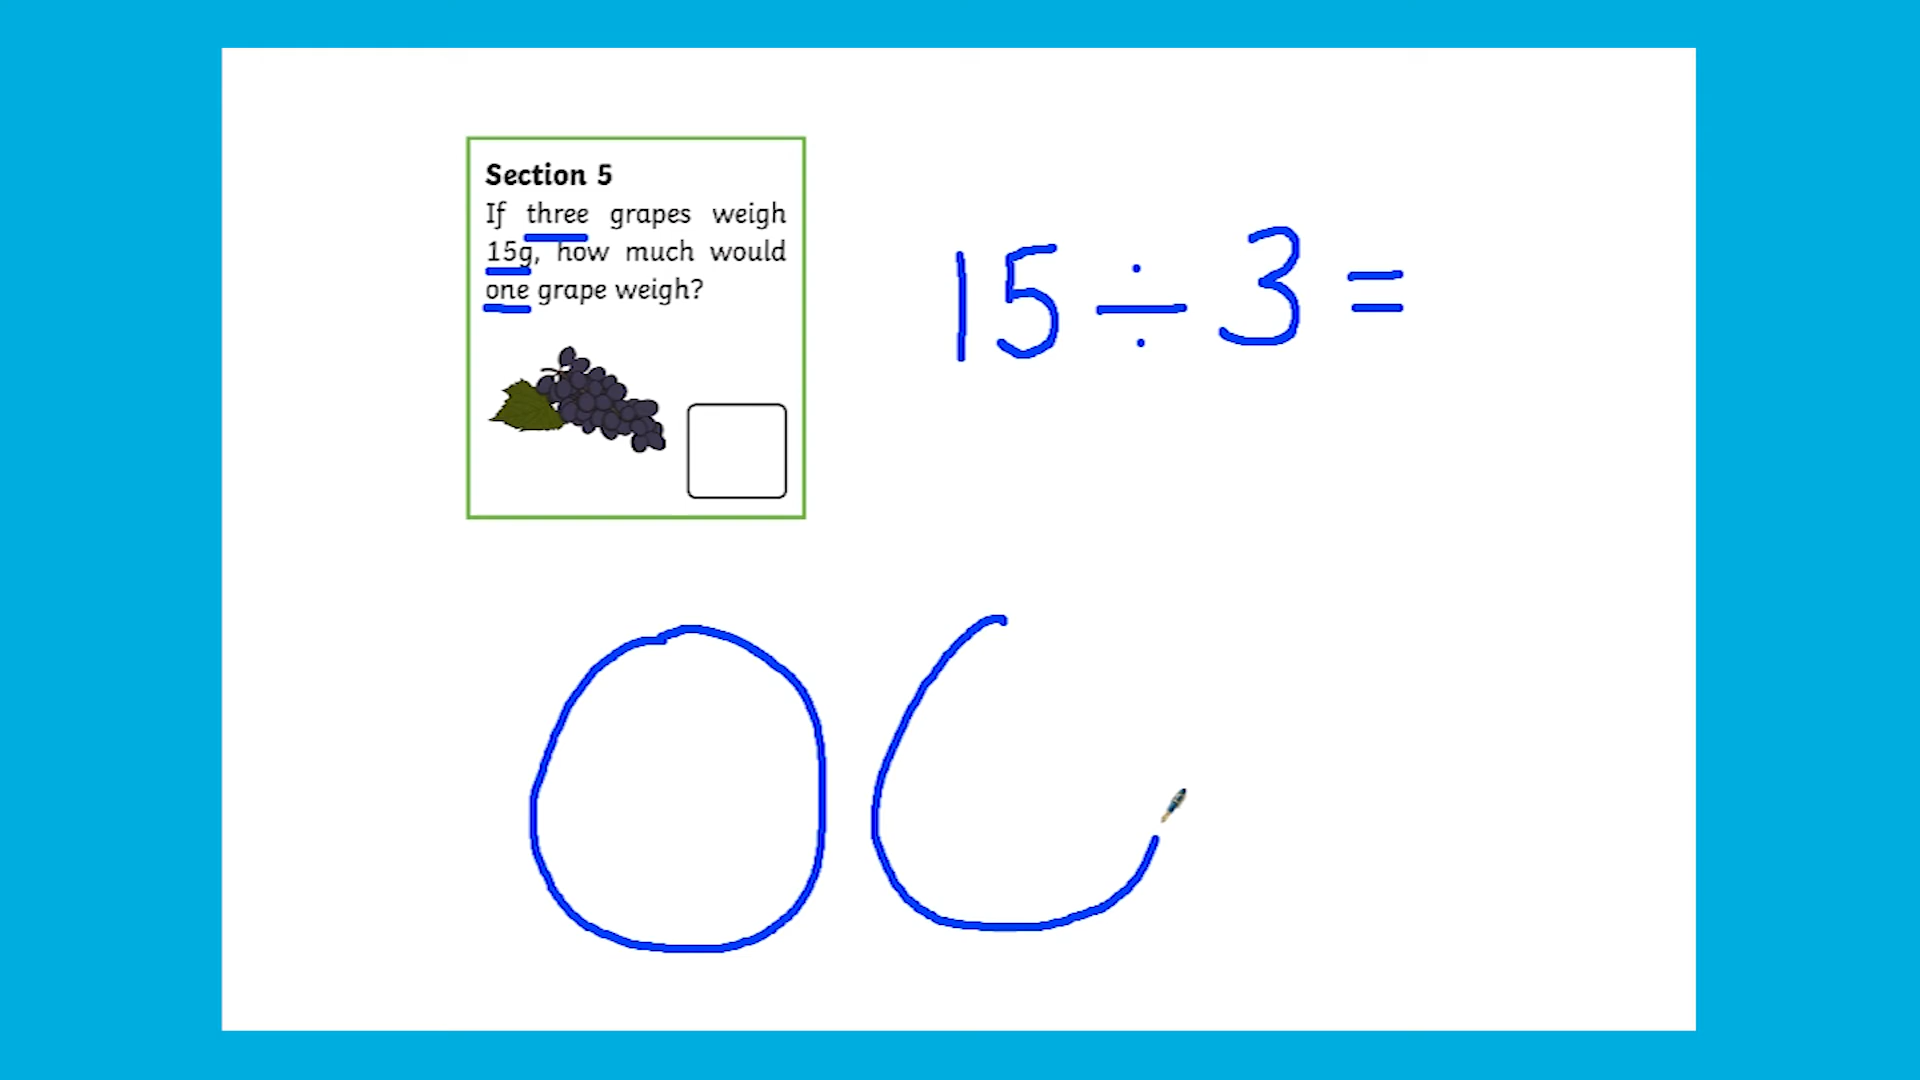 Section 5
If three grapes weigh
15g, how much would
one grape weigh?
15 ÷ 3 =